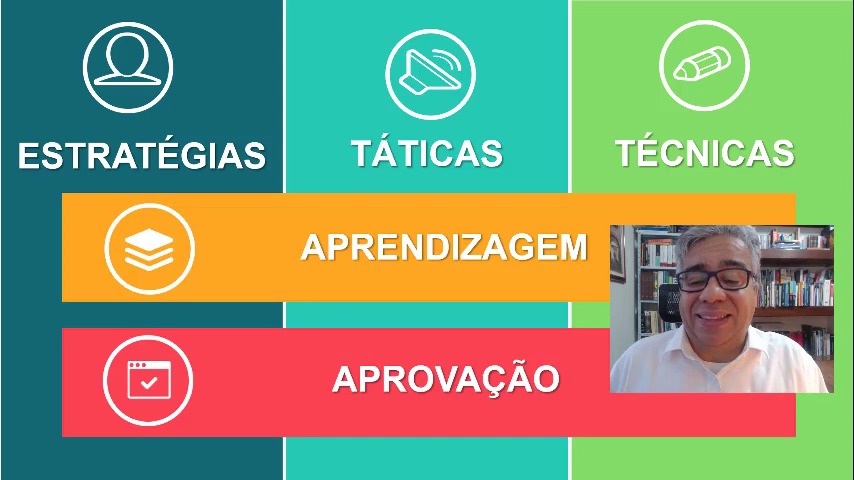 ESTRATÉGIAS
TÁTICAS
TÉCNICAS
APRENDIZAGEM
APROVAÇÃO